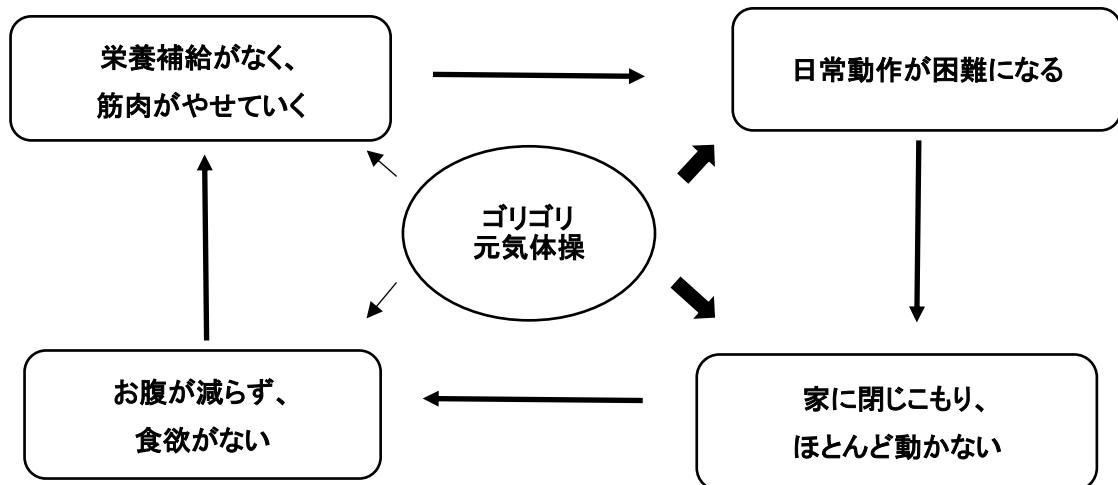 栄養補給がなく、
筋肉がやせていく
日常動作が困難になる
ゴリゴリ
元気体操
お腹が減らず、
食欲がない
家に閉じこもり、
ほとんど動かない